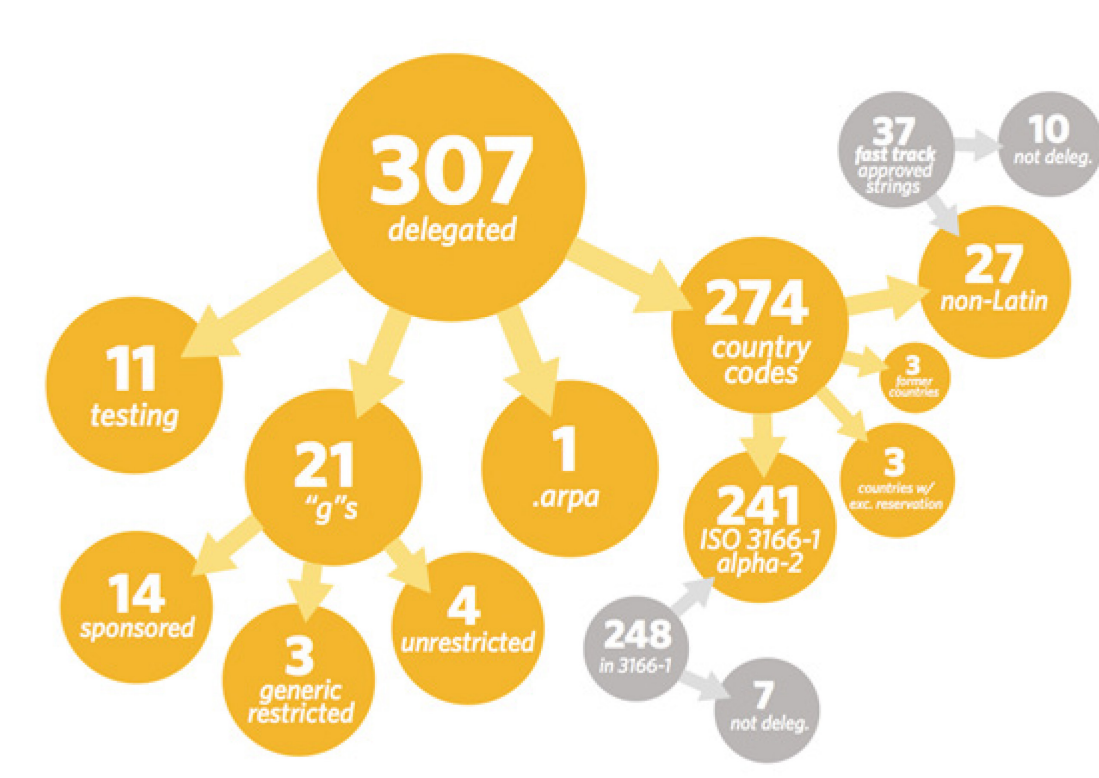 307
delegated
37
fast track
approved
strings
10
not deleg.
27
non-Latin
274
country
codes
3
former
countries
11
testing
21
“g”s
1
.arpa
3
countries w/
exc. reservation
241
ISO 3166-1
alpha-2
14
sponsored
4
unrestricted
3
generic
restricted
248
in 3166-1
7
not deleg.